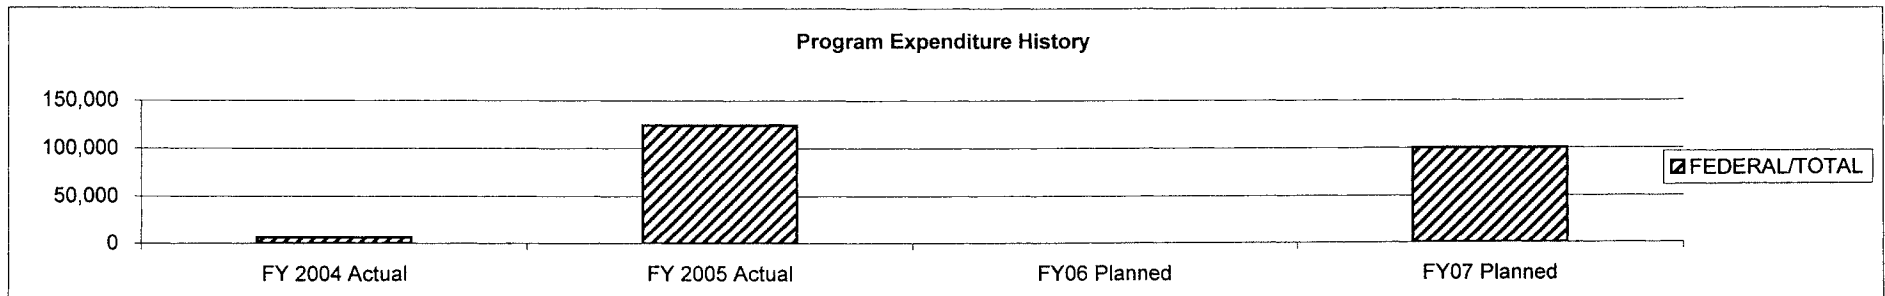 Program Expenditure History
150,000
100,000
50,000
0
FEDERAL/TOTAL
FY 2004 Actual
FY 2005 Actual
FY06 Planned
FY07 Planned